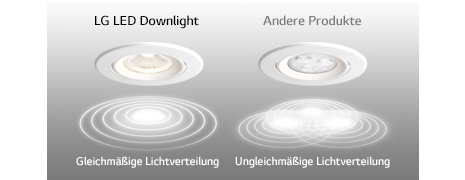 LG LED Downlight
Andere Produkte
Gleichmäßige Lichtverteilung
Ungleichmäßige Lichtverteilung